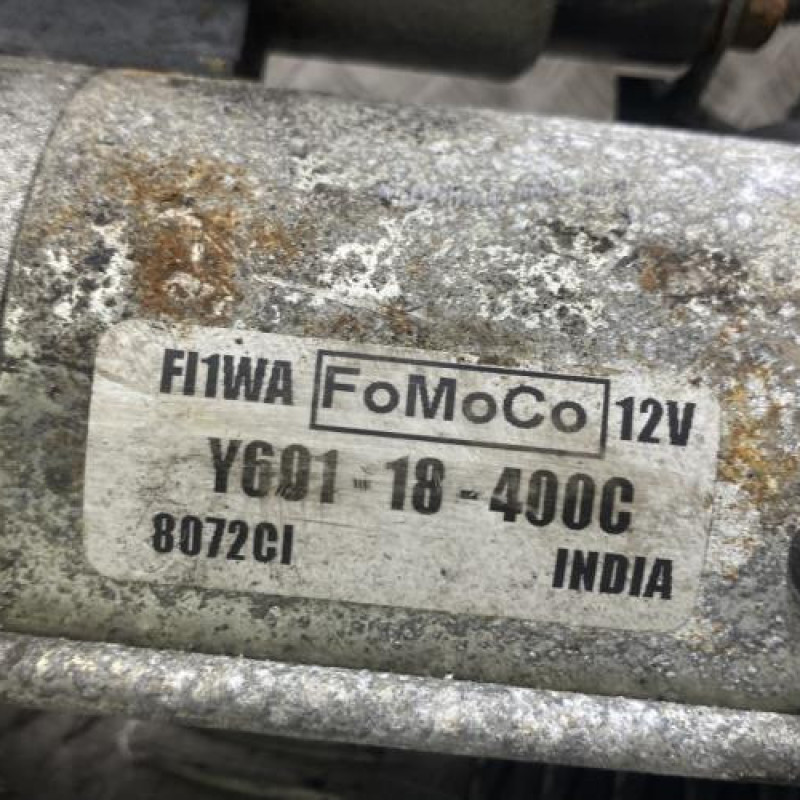 FI1WA FoMoCo 12V
Y601-18-400C
8072CI INDIA